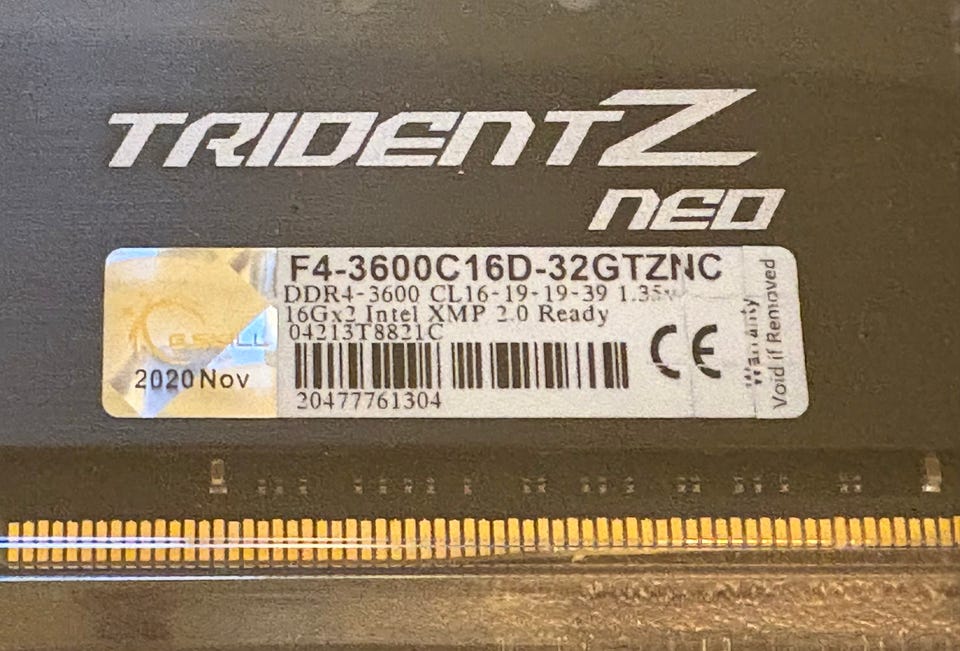 TRIDENTZ
NEO
F4-3600C16D-32GTZNC
DDR4-3600 CL16-19-19-39 1.35v
16Gx2 Intel XMP 2.0 Ready
04213T8821C
G.SKILL
2020 Nov
20477761304
CE
Warranty
Void if Removed